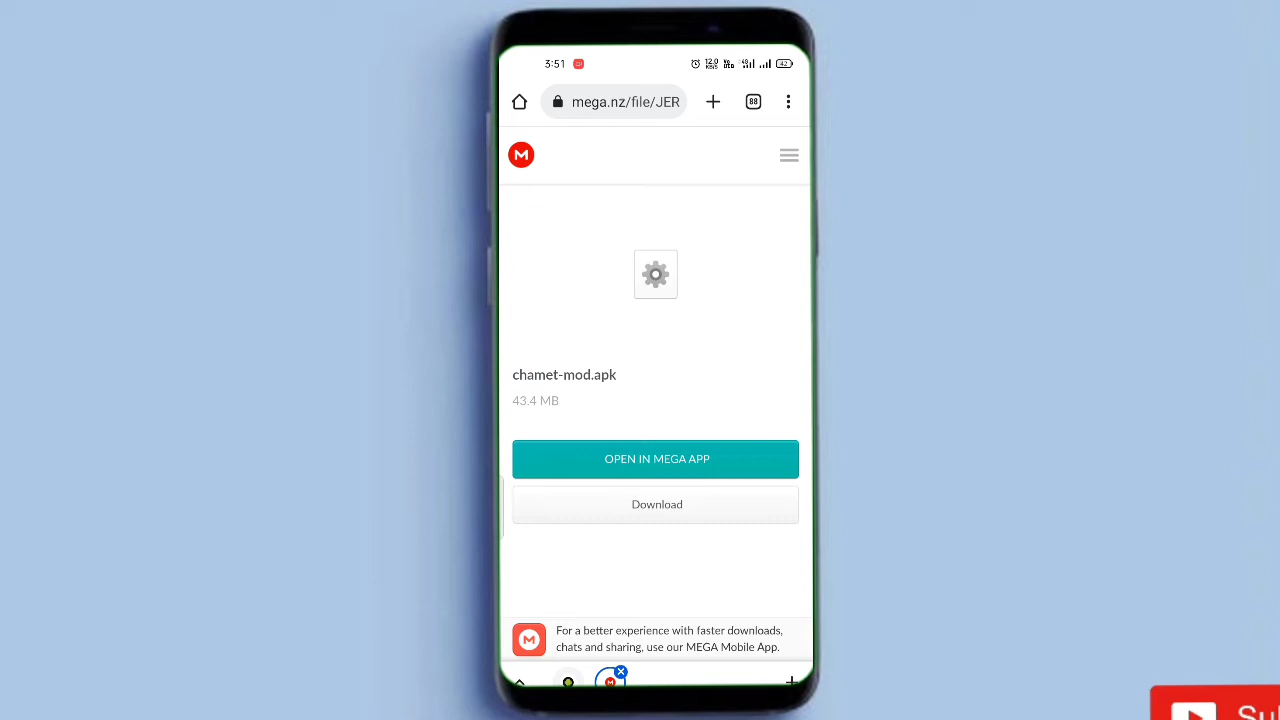 3:51
mega.nz/file/JER
88
chamet-mod.apk
43.4 MB
OPEN IN MEGA APP
Download
For a better experience with faster downloads,
chats and sharing, use our MEGA Mobile App.